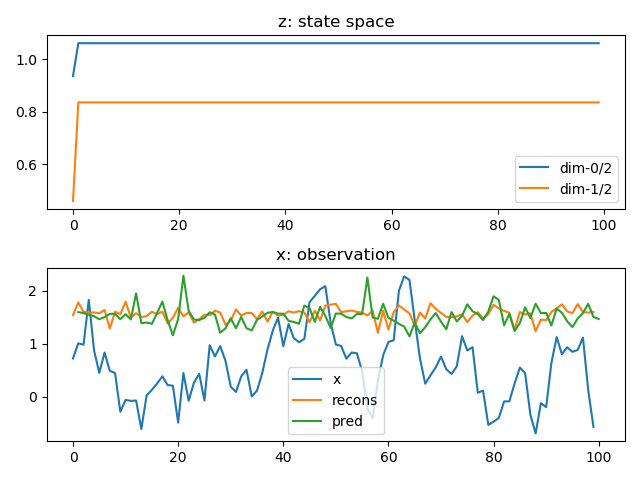 z: state space
1.0
0.8
0.6
dim-0/2
dim-1/2
0 20 40 60 80 100
x: observation
2
1
0
x
recons
pred
0 20 40 60 80 100